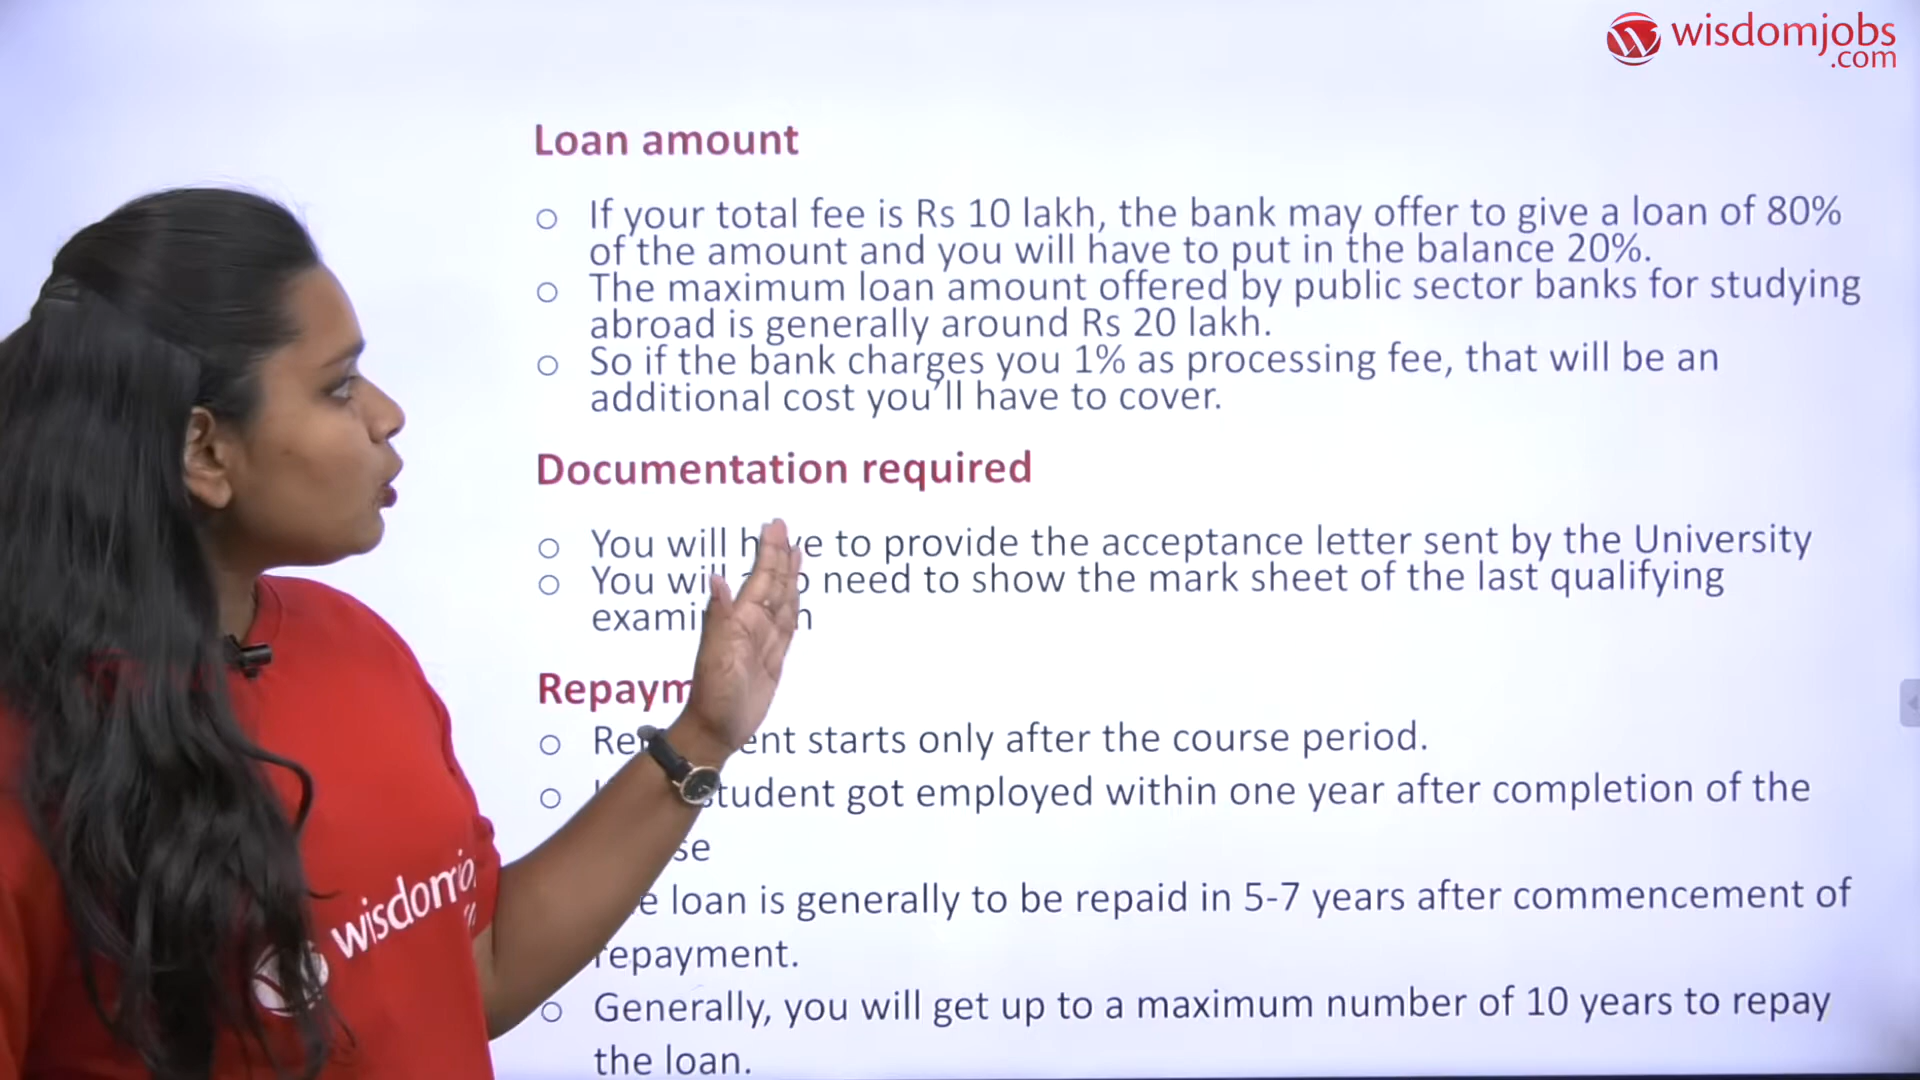 wisdomjobs
.com
Loan amount
o If your total fee is Rs 10 lakh, the bank may offer to give a loan of 80%
of the amount and you will have to put in the balance 20%.
o The maximum loan amount offered by public sector banks for studying
abroad is generally around Rs 20 lakh.
o So if the bank charges you 1% as processing fee, that will be an
additional cost you'll have to cover.
Documentation required
o You will to provide the acceptance letter sent by the University
o You need to show the mark sheet of the last qualifying
o starts only after the course period.
o student got employed within one year after completion of the
loan is generally to be repaid in 5-7 years after commencement of
repayment.
o Generally, you will get up to a maximum number of 10 years to repay
the loan.